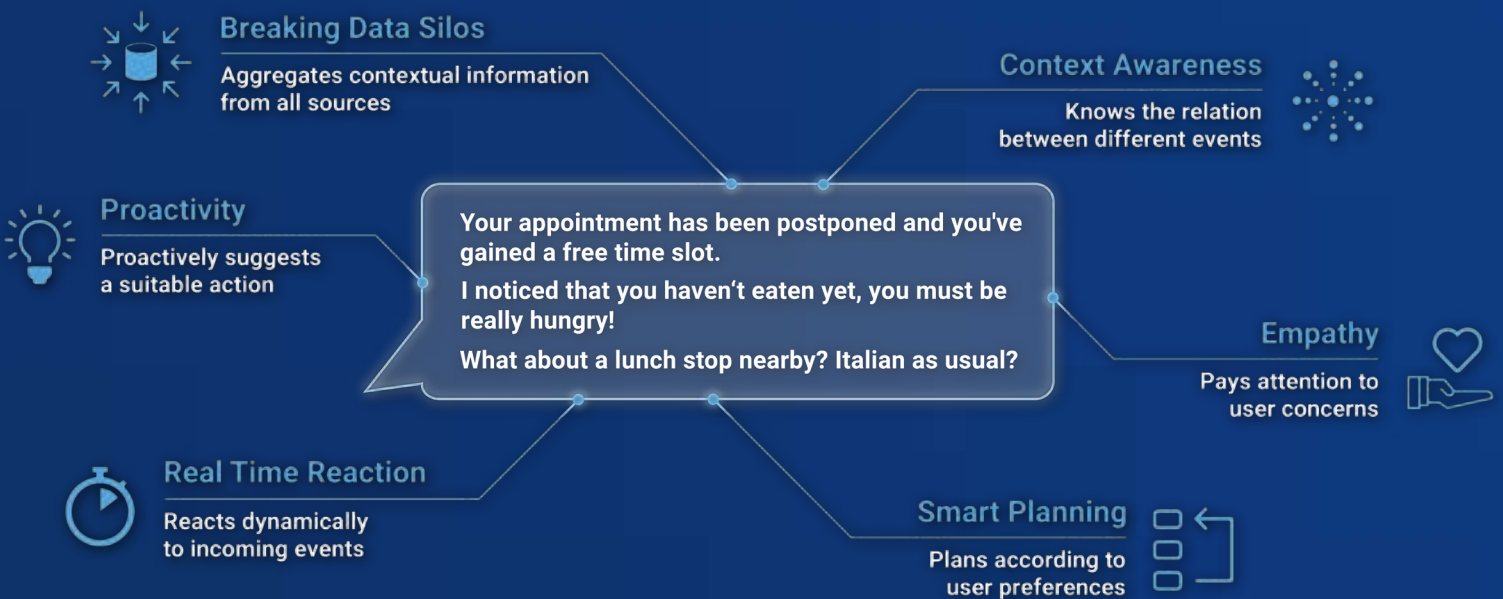 Breaking Data Silos
Aggregates contextual information
from all sources
Context Awareness
Knows the relation
between different events
Proactivity
Proactively suggests
a suitable action
Your appointment has been postponed and you've
gained a free time slot.
I noticed that you haven‘t eaten yet, you must be
really hungry!
What about a lunch stop nearby? Italian as usual?
Empathy
Pays attention to
user concerns
Real Time Reaction
Reacts dynamically
to incoming events
Smart Planning
Plans according to
user preferences